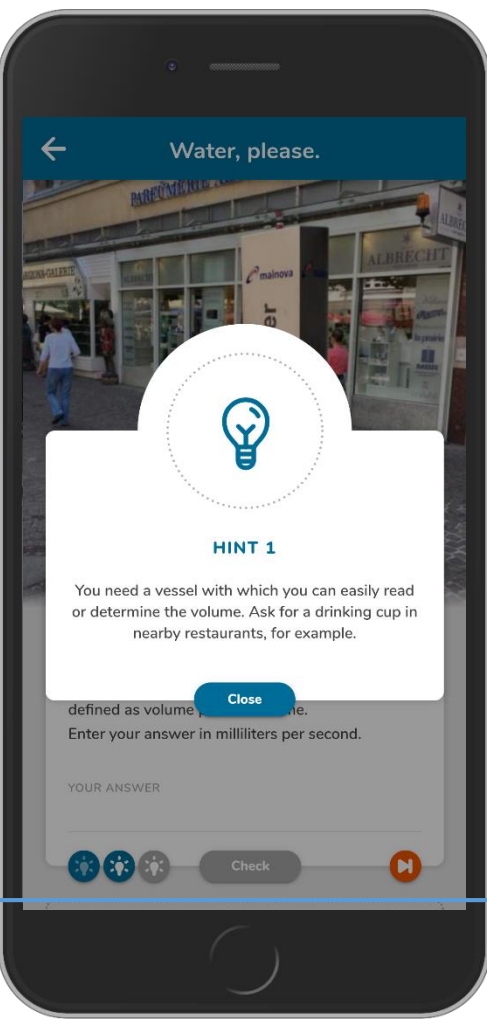 Water, please.
PARFUMERIE
ALBRECHT
ALBRECHT
mainova
HINT 1
You need a vessel with which you can easily read
or determine the volume. Ask for a drinking cup in
nearby restaurants, for example.
Close
defined as volume
Enter your answer in milliliters per second.
YOUR ANSWER
Check